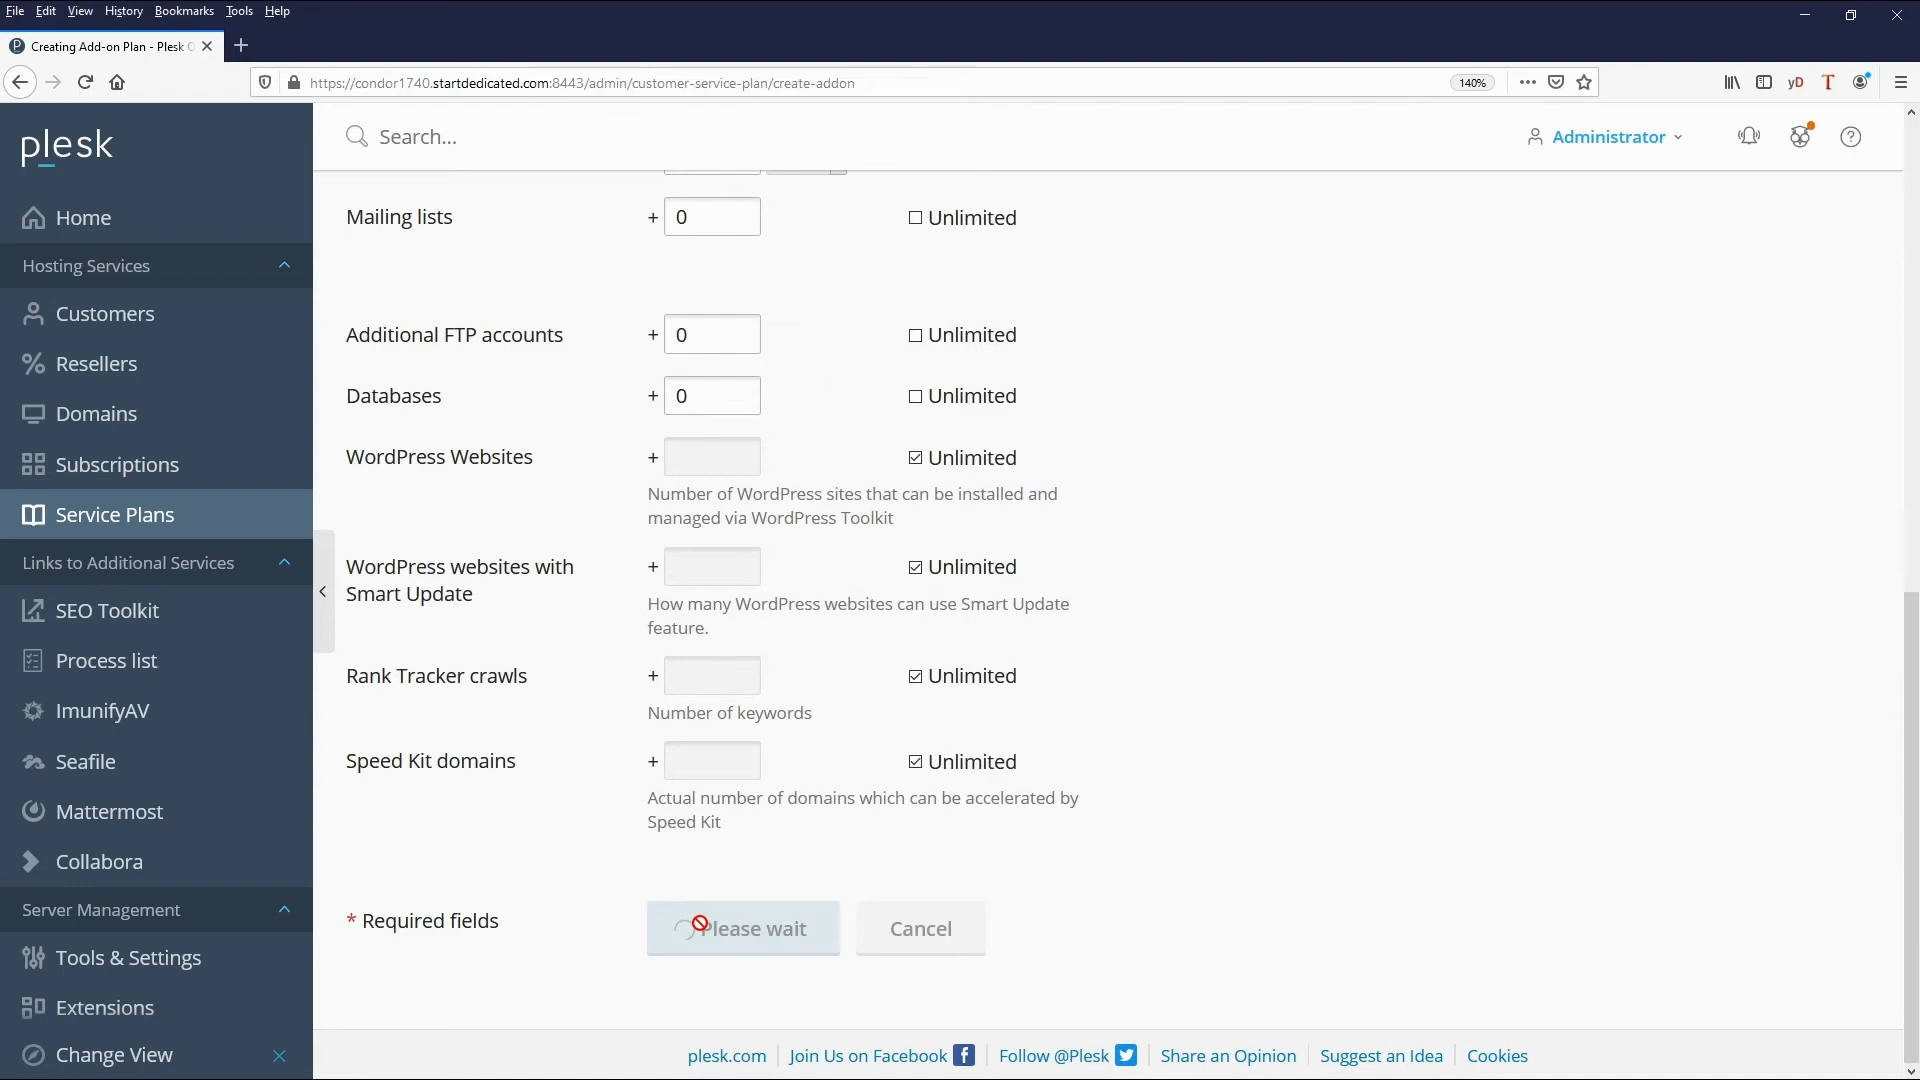 File Edit View History Bookmarks Tools Help
Creating Add-on Plan - Plesk
https://condor1740.startdedicated.com:8443/admin/customer-service-plan/create-addon
140%
yD
T
plesk
Search...
Administrator
Home
Hosting Services
Customers
Resellers
Domains
Subscriptions
Service Plans
Links to Additional Services
SEO Toolkit
Process list
ImunifyAV
Seafile
Mattermost
Collabora
Server Management
Tools & Settings
Extensions
Change View
Mailing lists + 0 Unlimited
Additional FTP accounts + 0 Unlimited
Databases + 0 Unlimited
WordPress Websites + Unlimited
Number of WordPress sites that can be installed and
managed via WordPress Toolkit
WordPress websites with
Smart Update
+ Unlimited
How many WordPress websites can use Smart Update
feature.
Rank Tracker crawls + Unlimited
Number of keywords
Speed Kit domains + Unlimited
Actual number of domains which can be accelerated by
Speed Kit
* Required fields
Please wait
Cancel
plesk.com Join Us on Facebook Follow @Plesk Share an Opinion Suggest an Idea Cookies